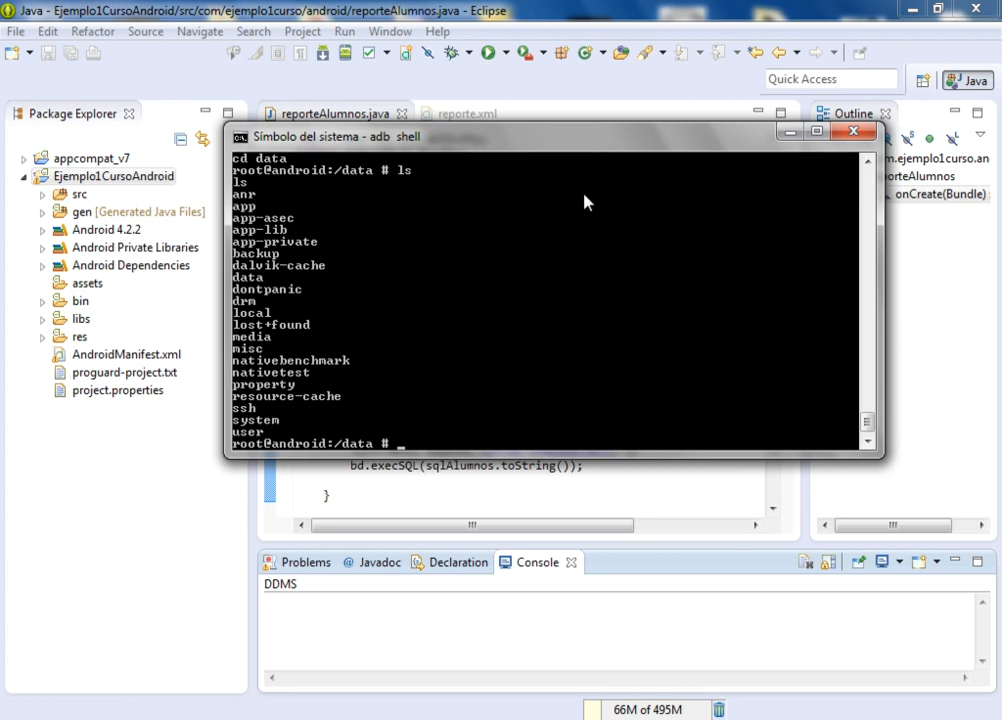 Java - Ejemplo1CursoAndroid/src/com/ejemplo1curso/android/reporteAlumnos.java - Eclipse
File Edit Refactor Source Navigate Search Project Run Window Help
Quick Access
Java
Package Explorer
reporteAlumnos.java
reporte.xml
Outline
appcompat_v7
Ejemplo1CursoAndroid
src
gen [Generated Java Files]
Android 4.2.2
Android Private Libraries
Android Dependencies
assets
bin
libs
res
AndroidManifest.xml
proguard-project.txt
project.properties
Símbolo del sistema - adb shell
cd data
root@android:/data # ls
ls
anr
app
app-asec
app-lib
app-private
backup
dalvik-cache
data
dontpanic
drm
local
lost+found
media
misc
nativebenchmark
nativetest
property
resource-cache
ssh
system
user
root@android:/data # _
m.ejemplo1curso.an
porteAlumnos
onCreate(Bundle)
bd.execSQL(sqlAlumnos.toString());
}
Problems
@ Javadoc
Declaration
Console
DDMS
66M of 495M